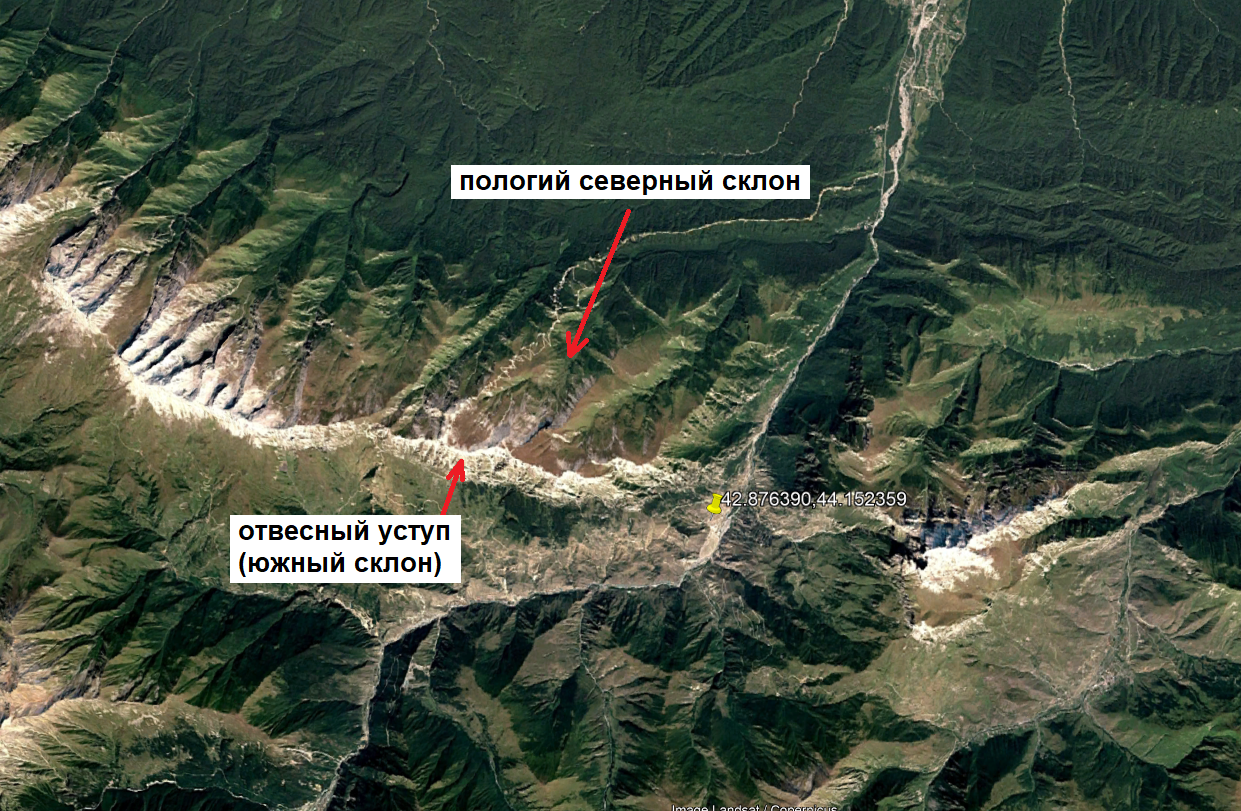 пологий северный склон
42.876390,44.152359
отвесный уступ
(южный склон)
Image Landsat / Copernicus